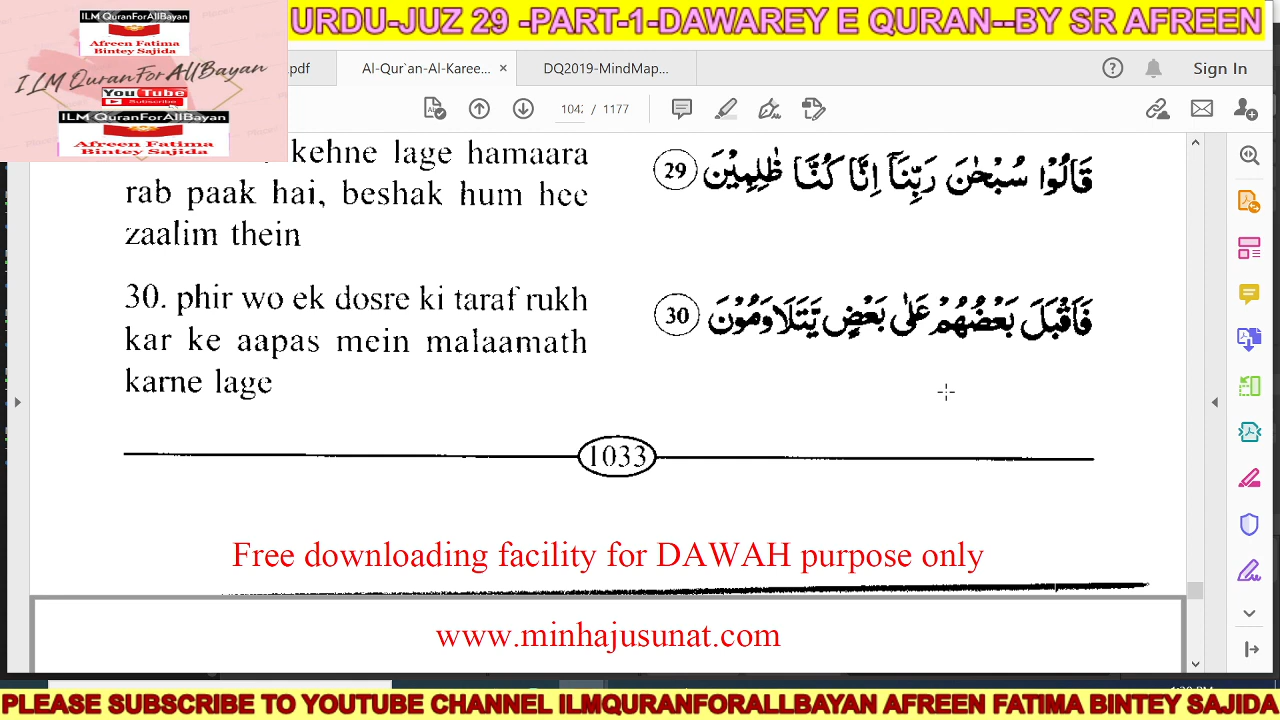 URDU-JUZ 29 -PART-1-DAWAREY E QURAN--BY SR AFREEN
ILM QuranForAllBayan
Afreen Fatima
Bintey Sajida
ILM QuranForAllBayan
You Tube
Subscribe
ILM QuranForAllBayan
Afreen Fatima
Bintey Sajida
.pdf
Al-Qur`an-Al-Karee... ×
DQ2019-MindMap...
Sign In
104. / 1177
kehne lage hamaara
rab paak hai, beshak hum hee
zaalim thein
قَالُوْا سُبْحٰنَ رَبِّنَآ اِنَّا كُنَّا ظٰلِمِيْنَ 29
30. phir wo ek dosre ki taraf rukh
kar ke aapas mein malaamath
karne lage
فَاَقْبَلَ بَعْضُهُمْ عَلٰى بَعْضٍ يَّتَلَاوَمُوْنَ 30
1033
Free downloading facility for DAWAH purpose only
www.minhajusunat.com
PLEASE SUBSCRIBE TO YOUTUBE CHANNEL ILMQURANFORALLBAYAN AFREEN FATIMA BINTEY SAJIDA